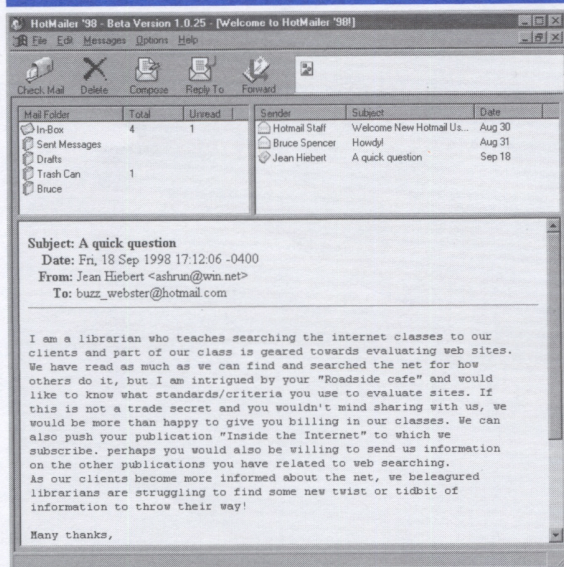 HotMailer '98 - Beta Version 1.0.25 - [Welcome to HotMailer '98!]
File Edit Messages Options Help
Check Mail Delete Compose Reply To Forward
Mail Folder Total Unread
In-Box 4 1
Sent Messages
Drafts
Trash Can 1
Bruce
Sender Subject Date
Hotmail Staff Welcome New Hotmail Us... Aug 30
Bruce Spencer Howdy! Aug 31
Jean Hiebert A quick question Sep 18
Subject: A quick question
Date: Fri, 18 Sep 1998 17:12:06 -0400
From: Jean Hiebert <ashrun@win.net>
To: buzz_webster@hotmail.com
I am a librarian who teaches searching the internet classes to our
clients and part of our class is geared towards evaluating web sites.
We have read as much as we can find and searched the net for how
others do it, but I am intrigued by your "Roadside cafe" and would
like to know what standards/criteria you use to evaluate sites. If
this is not a trade secret and you wouldn't mind sharing with us, we
would be more than happy to give you billing in our classes. We can
also push your publication "Inside the Internet" to which we
subscribe. perhaps you would also be willing to send us information
on the other publications you have related to web searching.
As our clients become more informed about the net, we beleagured
librarians are struggling to find some new twist or tidbit of
information to throw their way!
Many thanks,